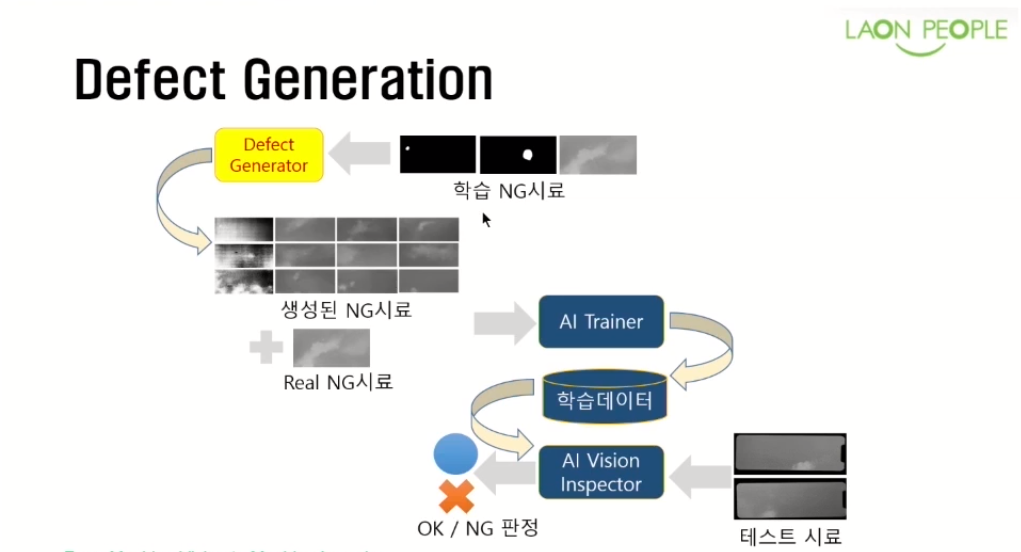 LAON PEOPLE
Defect Generation
Defect
Generator
학습 NG시료
생성된 NG시료
Real NG시료
AI Trainer
학습데이터
AI Vision
Inspector
OK / NG 판정
테스트 시료